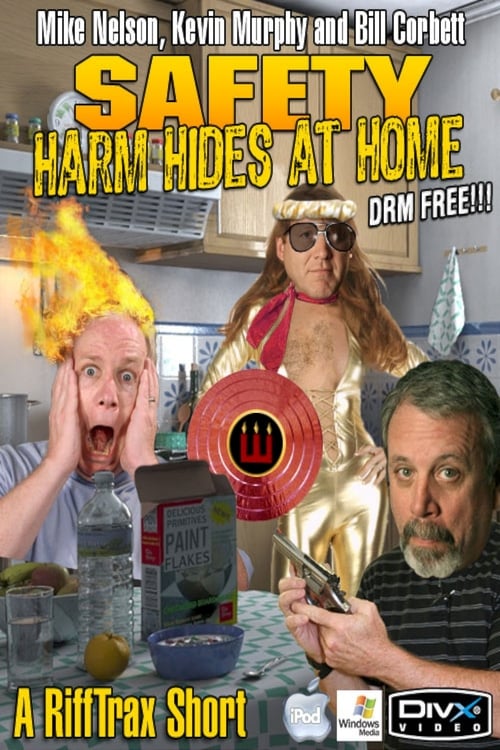 Mike Nelson, Kevin Murphy and Bill Corbett
SAFETY
HARM HIDES AT HOME
DRM FREE!!!
DELICIOUS
PRIMITIVES
PAINT
FLAKES
A RiffTrax Short
iPod
Windows
Media
DIVX
VIDEO